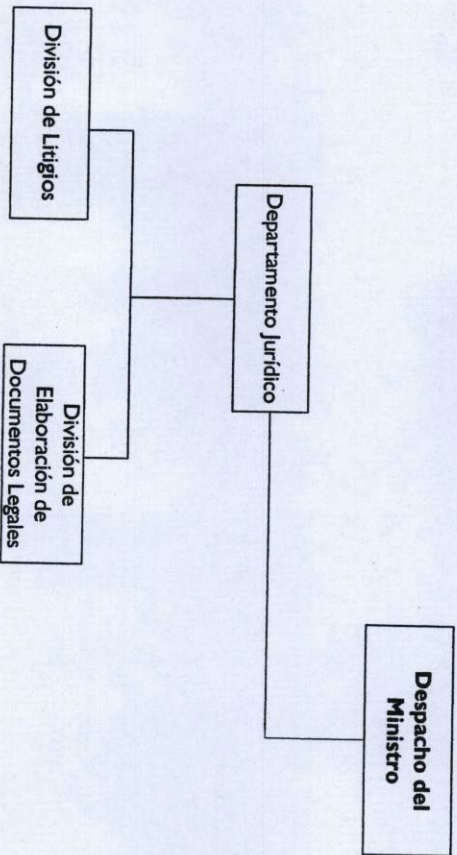 Despacho del
Ministro
Departamento Jurídico
División de Litigios
División de
Elaboración de
Documentos Legales